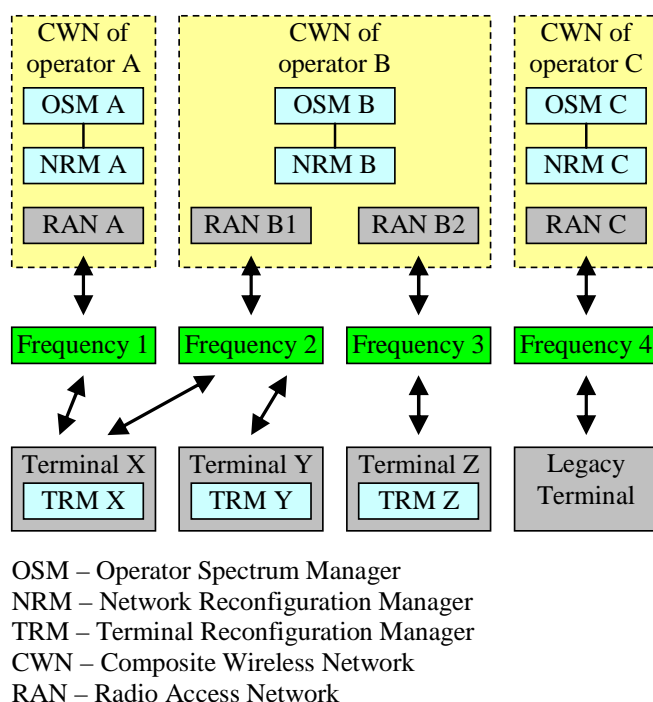 CWN of
operator A
CWN of
operator B
CWN of
operator C
OSM A
OSM B
OSM C
NRM A
NRM B
NRM C
RAN A
RAN B1
RAN B2
RAN C
Frequency 1
Frequency 2
Frequency 3
Frequency 4
Terminal X
TRM X
Terminal Y
TRM Y
Terminal Z
TRM Z
Legacy
Terminal
OSM – Operator Spectrum Manager
NRM – Network Reconfiguration Manager
TRM – Terminal Reconfiguration Manager
CWN – Composite Wireless Network
RAN – Radio Access Network